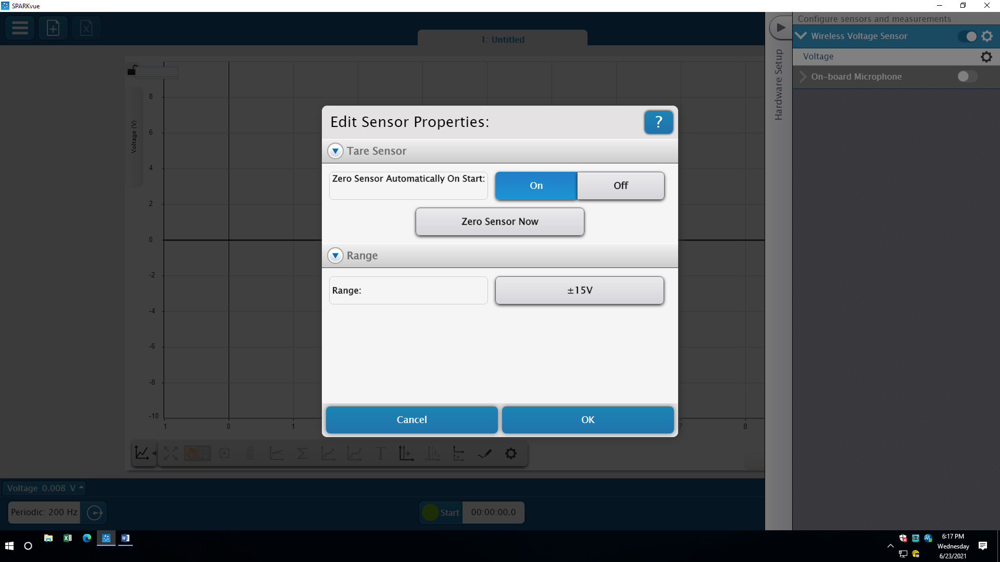 SPARKvue
1: Untitled
Configure sensors and measurements
Wireless Voltage Sensor
Voltage
On-board Microphone
Hardware Setup
Voltage (V)
8
6
4
2
0
-2
-4
-6
-8
-10
1
0
1
7
8
Edit Sensor Properties:
?
Tare Sensor
Zero Sensor Automatically On Start:
On
Off
Zero Sensor Now
Range
Range:
±15V
Cancel
OK
T
Voltage 0.008 V
Periodic: 200 Hz
Start
00:00:00.0
6:17 PM
Wednesday
6/23/2021